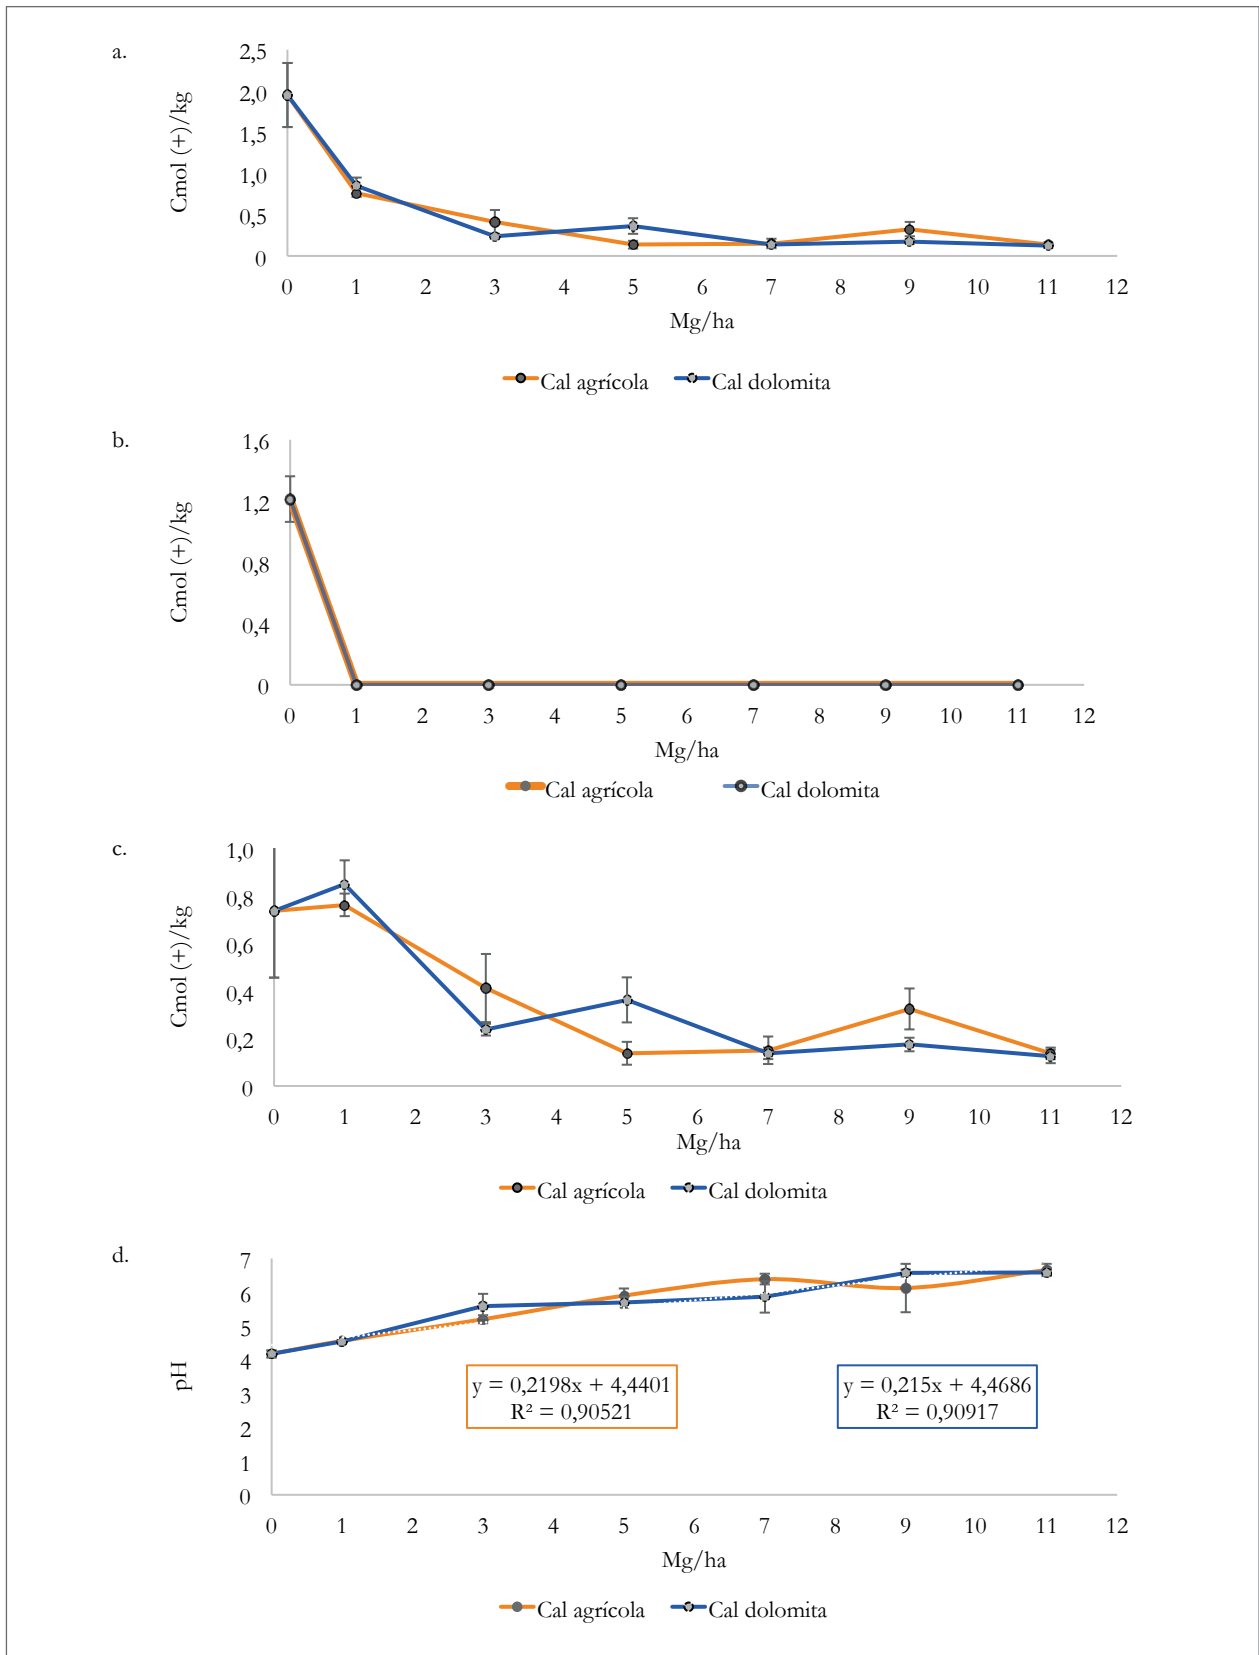 a.
Cmol (+)/kg
2,5
2,0
1,5
1,0
0,5
0
0 1 2 3 4 5 6 7 8 9 10 11 12
Mg/ha
Cal agrícola Cal dolomita
b.
Cmol (+)/kg
1,6
1,2
0,8
0,4
0
0 1 2 3 4 5 6 7 8 9 10 11 12
Mg/ha
Cal agrícola Cal dolomita
c.
Cmol (+)/kg
1,0
0,8
0,6
0,4
0,2
0
0 1 2 3 4 5 6 7 8 9 10 11 12
Mg/ha
Cal agrícola Cal dolomita
d.
pH
7
6
5
4
3
2
1
0
y = 0,2198x + 4,4401
R² = 0,90521
y = 0,215x + 4,4686
R² = 0,90917
0 1 2 3 4 5 6 7 8 9 10 11 12
Mg/ha
Cal agrícola Cal dolomita